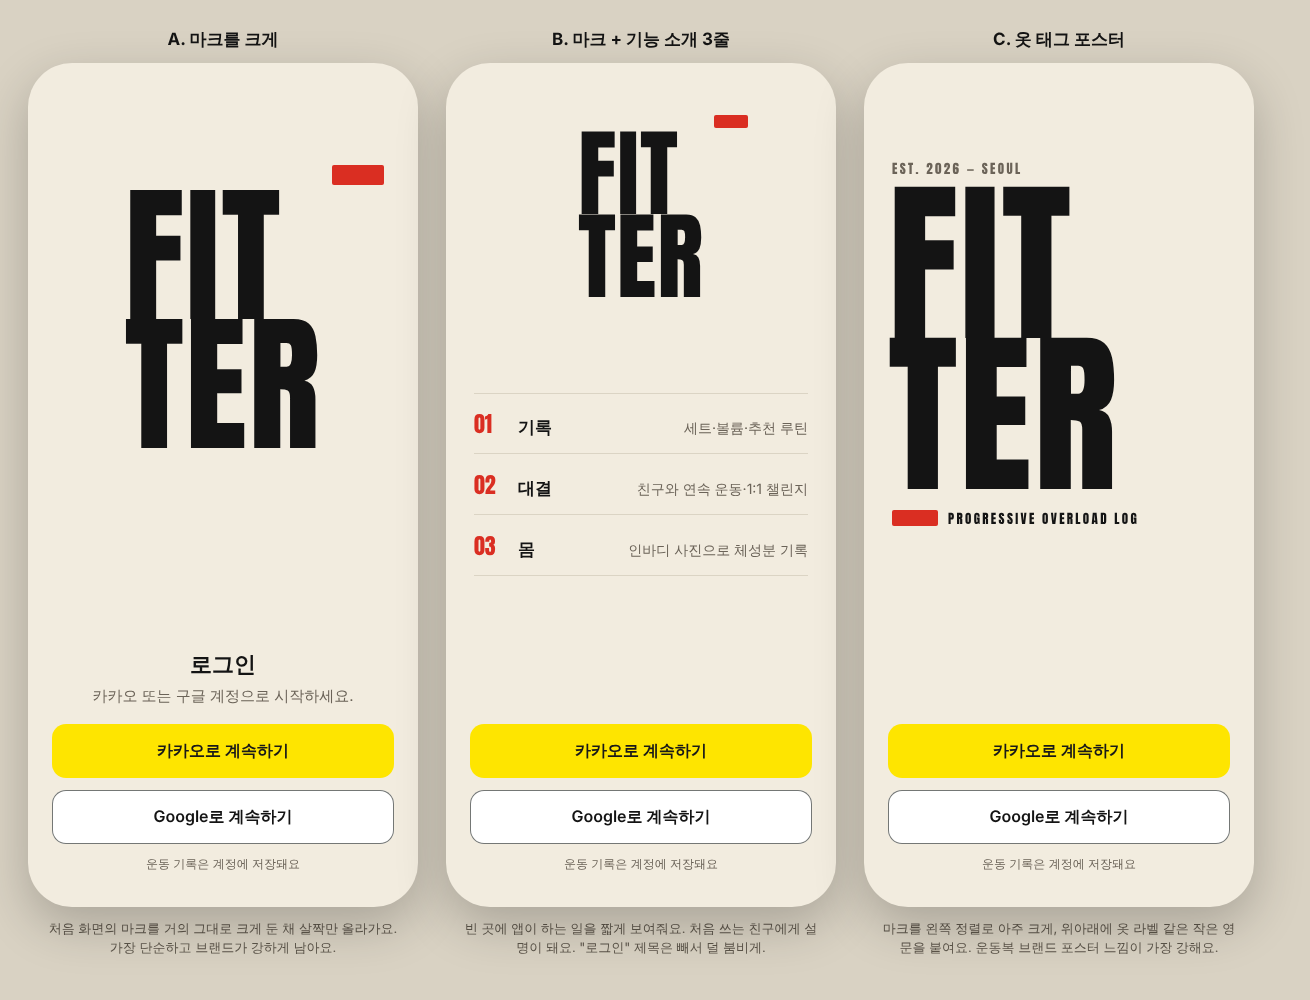 A. 마크를 크게
FIT
TER
로그인
카카오 또는 구글 계정으로 시작하세요.
카카오로 계속하기
Google로 계속하기
운동 기록은 계정에 저장돼요
처음 화면의 마크를 거의 그대로 크게 둔 채 살짝만 올라가요.
가장 단순하고 브랜드가 강하게 남아요.
B. 마크 + 기능 소개 3줄
FIT
TER
01 기록 세트·볼륨·추천 루틴
02 대결 친구와 연속 운동·1:1 챌린지
03 몸 인바디 사진으로 체성분 기록
카카오로 계속하기
Google로 계속하기
운동 기록은 계정에 저장돼요
빈 곳에 앱이 하는 일을 짧게 보여줘요. 처음 쓰는 친구에게 설
명이 돼요. "로그인" 제목은 빼서 덜 붐비게.
C. 옷 태그 포스터
EST. 2026 – SEOUL
FIT
TER
PROGRESSIVE OVERLOAD LOG
카카오로 계속하기
Google로 계속하기
운동 기록은 계정에 저장돼요
마크를 왼쪽 정렬로 아주 크게, 위아래에 옷 라벨 같은 작은 영
문을 붙여요. 운동복 브랜드 포스터 느낌이 가장 강해요.